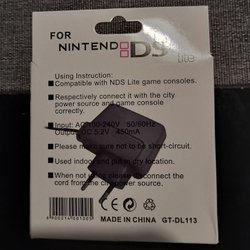 FOR
NINTENDO DS Lite
Using Instruction:
■Compatible with NDS Lite game consoles.
■Respectively connect it with the city
power source and game console
correctly.
■Input: AC 100-240V 50/60Hz
Output: DC 5.2V 450mA
■Please make sure not to be short-circuit.
■Used indoor and put in dry location.
■When not using please to connect the
cord from the city power source.
MADE IN CHINA GT-DL113